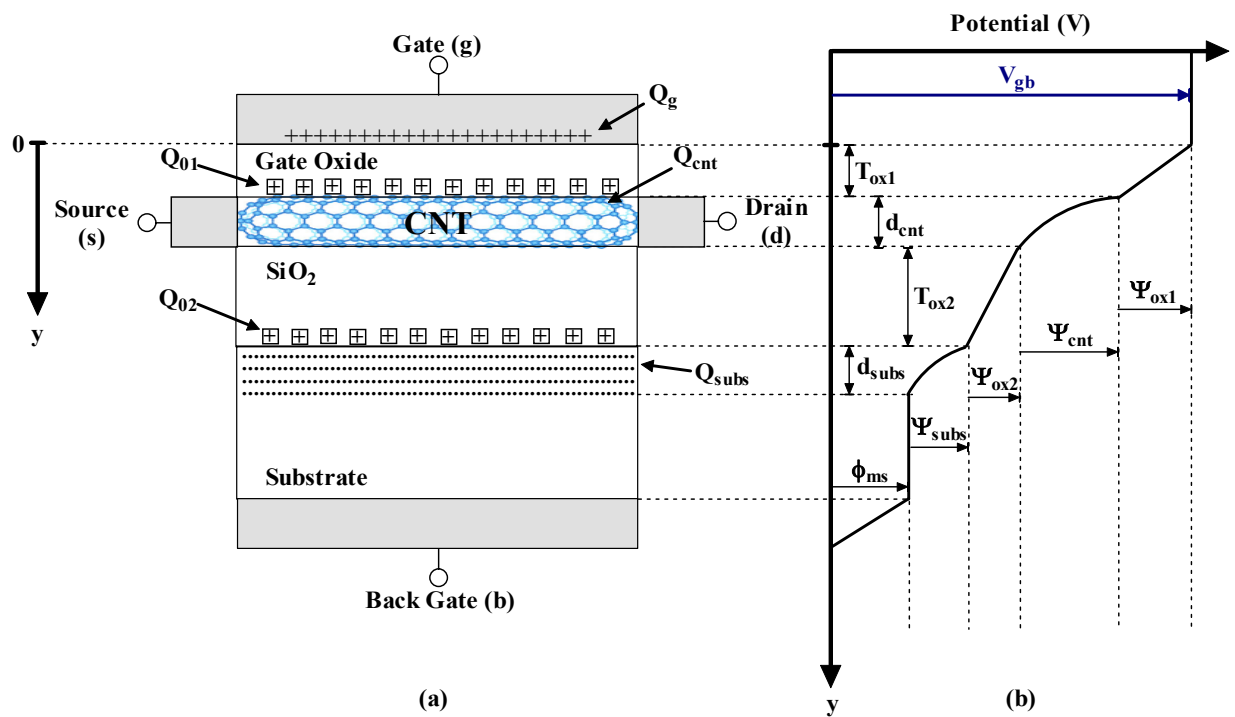 Gate (g)
Q_g
0
Gate Oxide
Q_01
Q_cnt
CNT
Source
(s)
Drain
(d)
SiO_2
Q_02
y
Q_subs
Substrate
Back Gate (b)
(a)
Potential (V)
V_gb
T_ox1
d_cnt
T_ox2
Ψ_ox1
Ψ_cnt
d_subs
Ψ_ox2
Ψ_subs
ϕ_ms
y
(b)